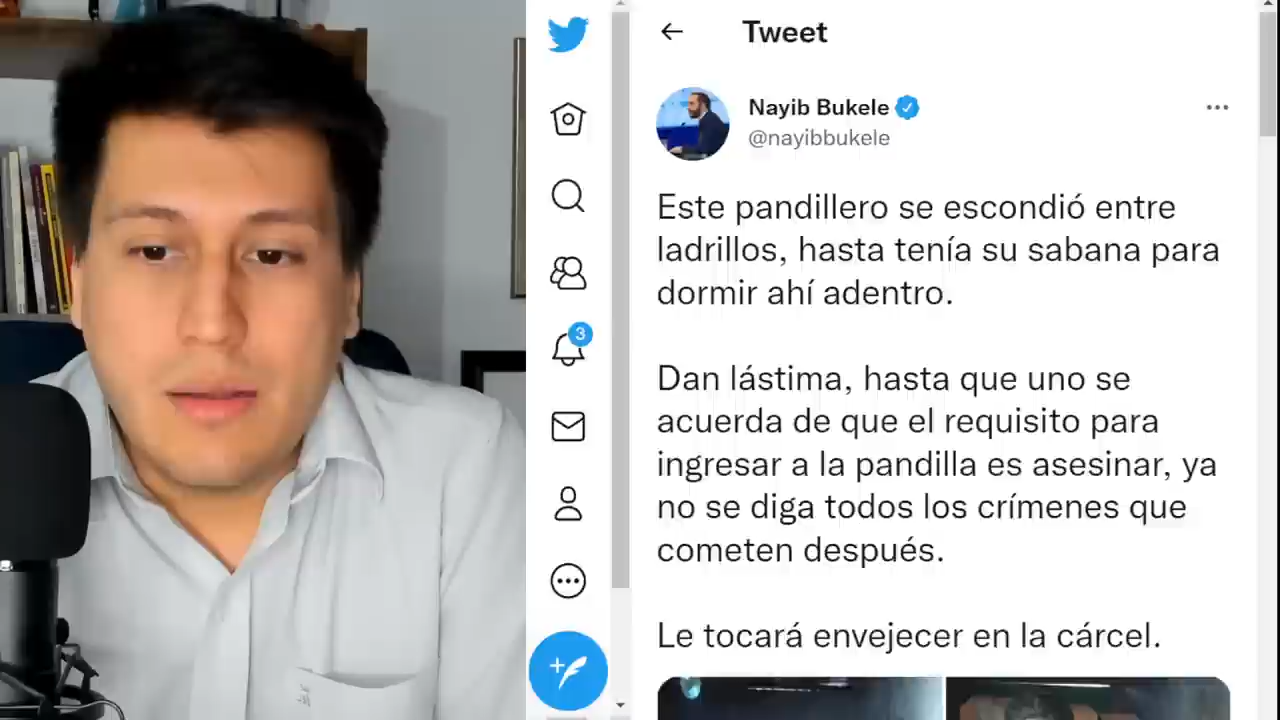 Tweet
Nayib Bukele
@nayibbukele
Este pandillero se escondió entre
ladrillos, hasta tenía su sabana para
dormir ahí adentro.
Dan lástima, hasta que uno se
acuerda de que el requisito para
ingresar a la pandilla es asesinar, ya
no se diga todos los crímenes que
cometen después.
Le tocará envejecer en la cárcel.
3